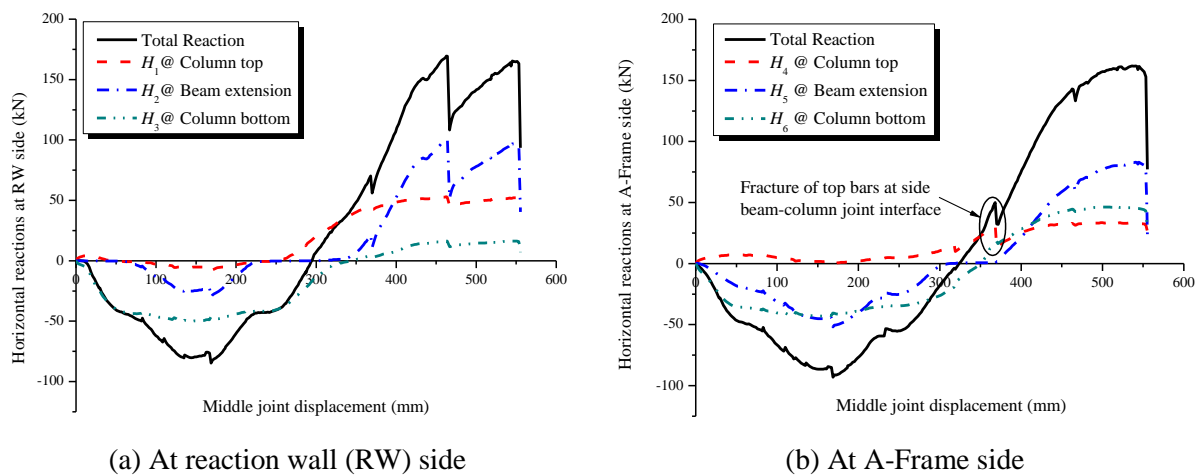 200
150
100
50
0
-50
-100
0 100 200 300 400 500 600
Horizontal reactions at RW side (kN)
Middle joint displacement (mm)
Total Reaction
H1@ Column top
H2@ Beam extension
H3@ Column bottom
(a) At reaction wall (RW) side
200
150
100
50
0
-50
-100
0 100 200 300 400 500 600
Horizontal reactions at A-Frame side (kN)
Middle joint displacement (mm)
Total Reaction
H4 @ Column top
H5 @ Beam extension
H6 @ Column bottom
Fracture of top bars at side
beam-column joint interface
(b) At A-Frame side